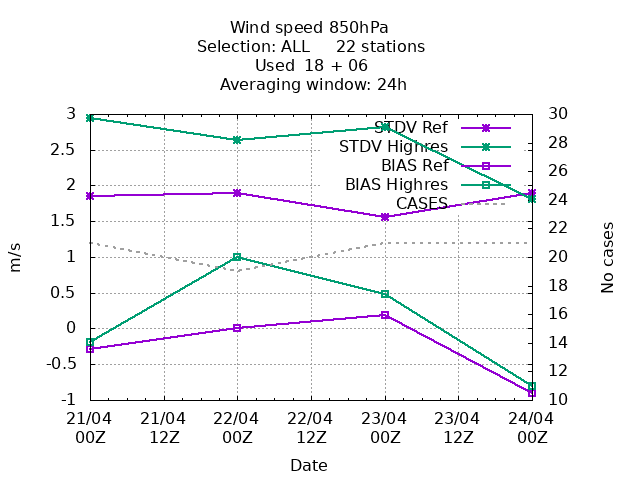 Wind speed 850hPa
Selection: ALL     22 stations
Used  18 + 06
Averaging window: 24h
3
2.5
2
1.5
1
0.5
0
-0.5
-1
m/s
30
28
26
24
22
20
18
16
14
12
10
No cases
STDV Ref
STDV Highres
BIAS Ref
BIAS Highres
CASES
21/04 21/04 22/04 22/04 23/04 23/04 24/04
00Z 12Z 00Z 12Z 00Z 12Z 00Z
Date